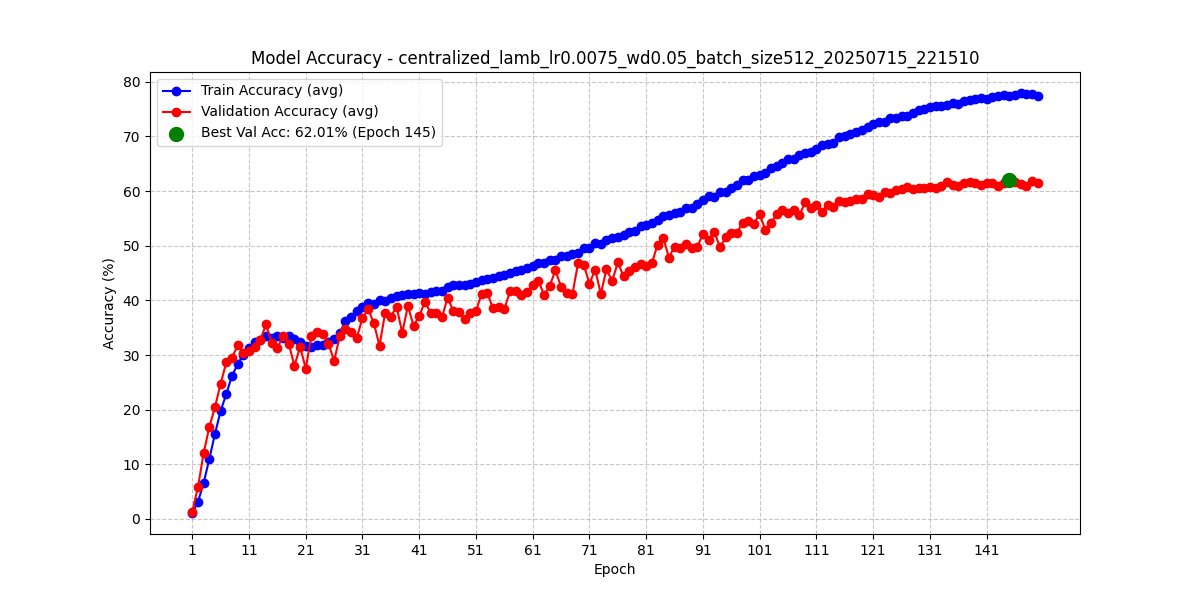 Model Accuracy - centralized_lamb_lr0.0075_wd0.05_batch_size512_20250715_221510
Train Accuracy (avg)
Validation Accuracy (avg)
Best Val Acc: 62.01% (Epoch 145)
Accuracy (%)
80
70
60
50
40
30
20
10
0
1 11 21 31 41 51 61 71 81 91 101 111 121 131 141
Epoch